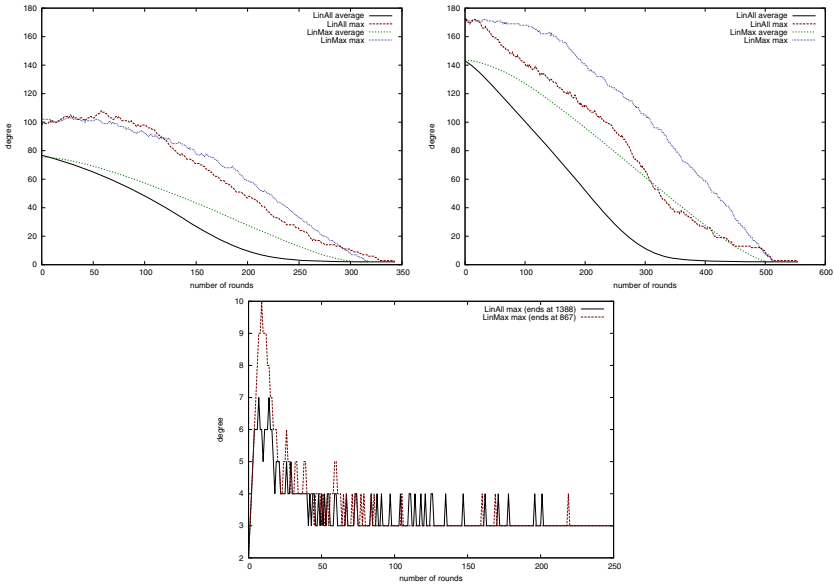 180
160
140
120
100
80
60
40
20
0
degree
0 50 100 150 200 250 300 350
number of rounds
LinAll average
LinAll max
LinMax average
LinMax max
180
160
140
120
100
80
60
40
20
0
degree
0 100 200 300 400 500 600
number of rounds
LinAll average
LinAll max
LinMax average
LinMax max
10
9
8
7
6
5
4
3
2
degree
0 50 100 150 200 250
number of rounds
LinAll max (ends at 1388)
LinMax max (ends at 867)